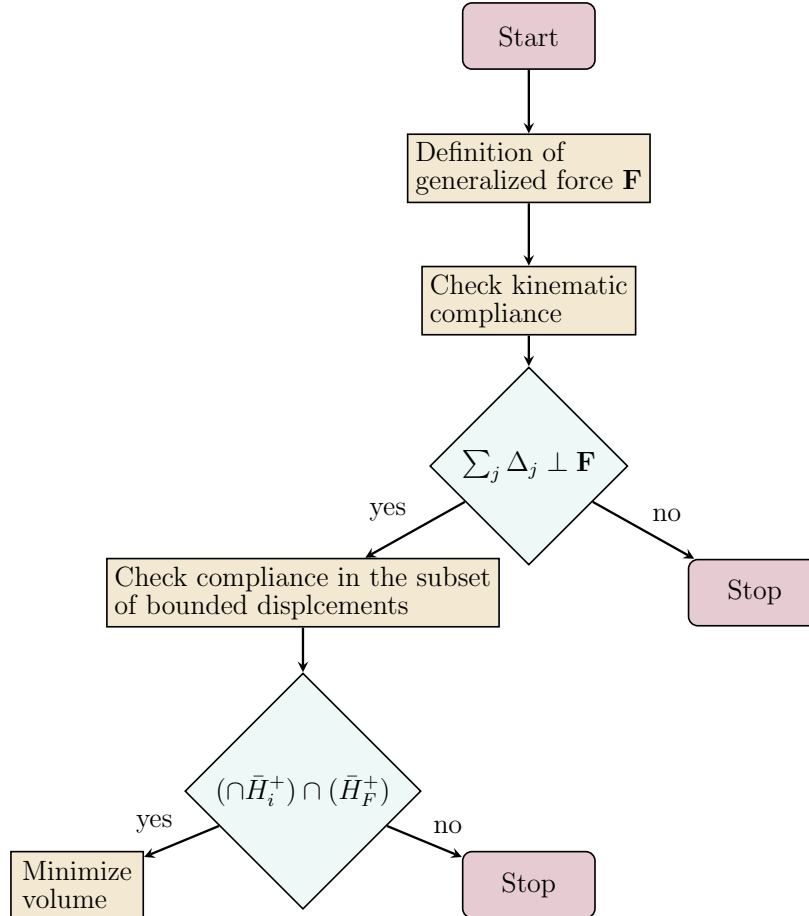 Start
Definition of
generalized force F
Check kinematic
compliance
∑_j Δ_j ⊥ F
yes
no
Check compliance in the subset
of bounded displcements
Stop
(∩H̄_i^+) ∩ (H̄_F^+)
yes
no
Minimize
volume
Stop